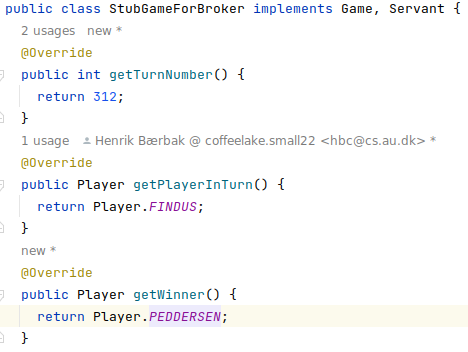 public class StubGameForBroker implements Game, Servant {
2 usages new *
@Override
public int getTurnNumber() {
return 312;
}
1 usage Henrik Bærbak @ coffeelake.small22 <hbc@cs.au.dk> *
@Override
public Player getPlayerInTurn() {
return Player.FINDUS;
}
new *
@Override
public Player getWinner() {
return Player.PEDDERSEN;
}